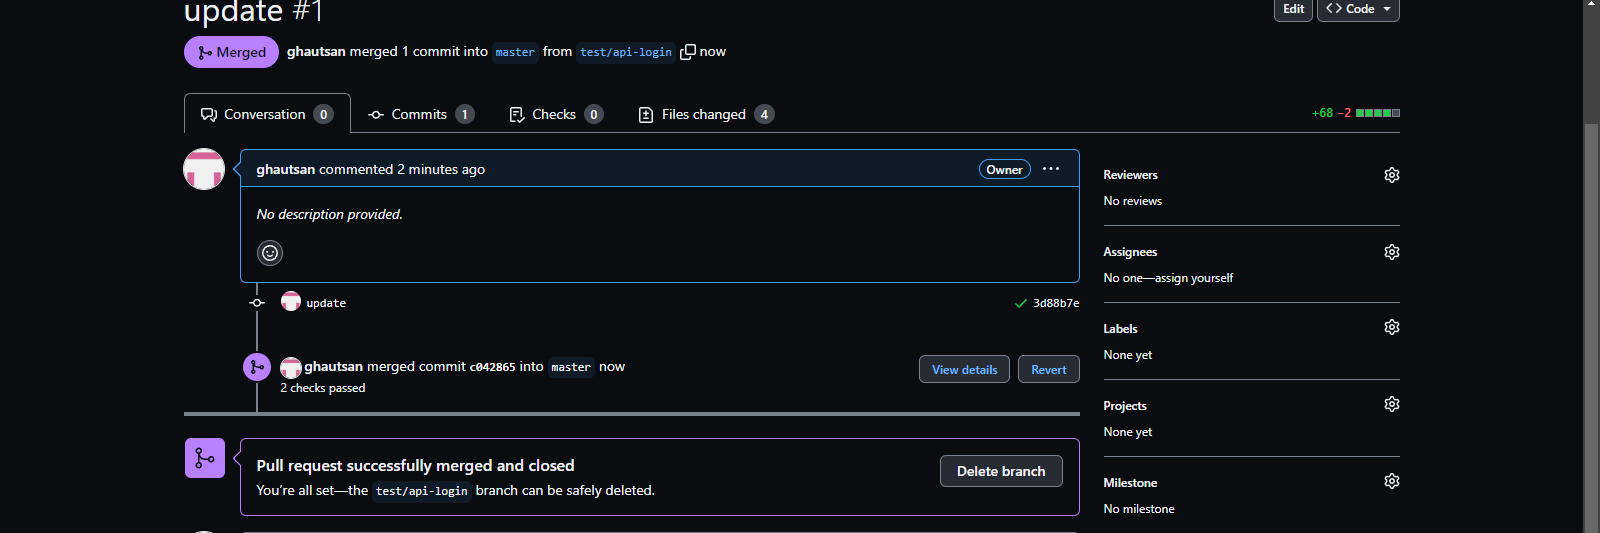 update #1
Edit
Code
Merged
ghautsan merged 1 commit into master from test/api-login now
Conversation 0
Commits 1
Checks 0
Files changed 4
+68 −2
ghautsan commented 2 minutes ago
Owner
No description provided.
update
3d88b7e
ghautsan merged commit c042865 into master now
2 checks passed
View details
Revert
Pull request successfully merged and closed
You're all set—the test/api-login branch can be safely deleted.
Delete branch
Reviewers
No reviews
Assignees
No one—assign yourself
Labels
None yet
Projects
None yet
Milestone
No milestone